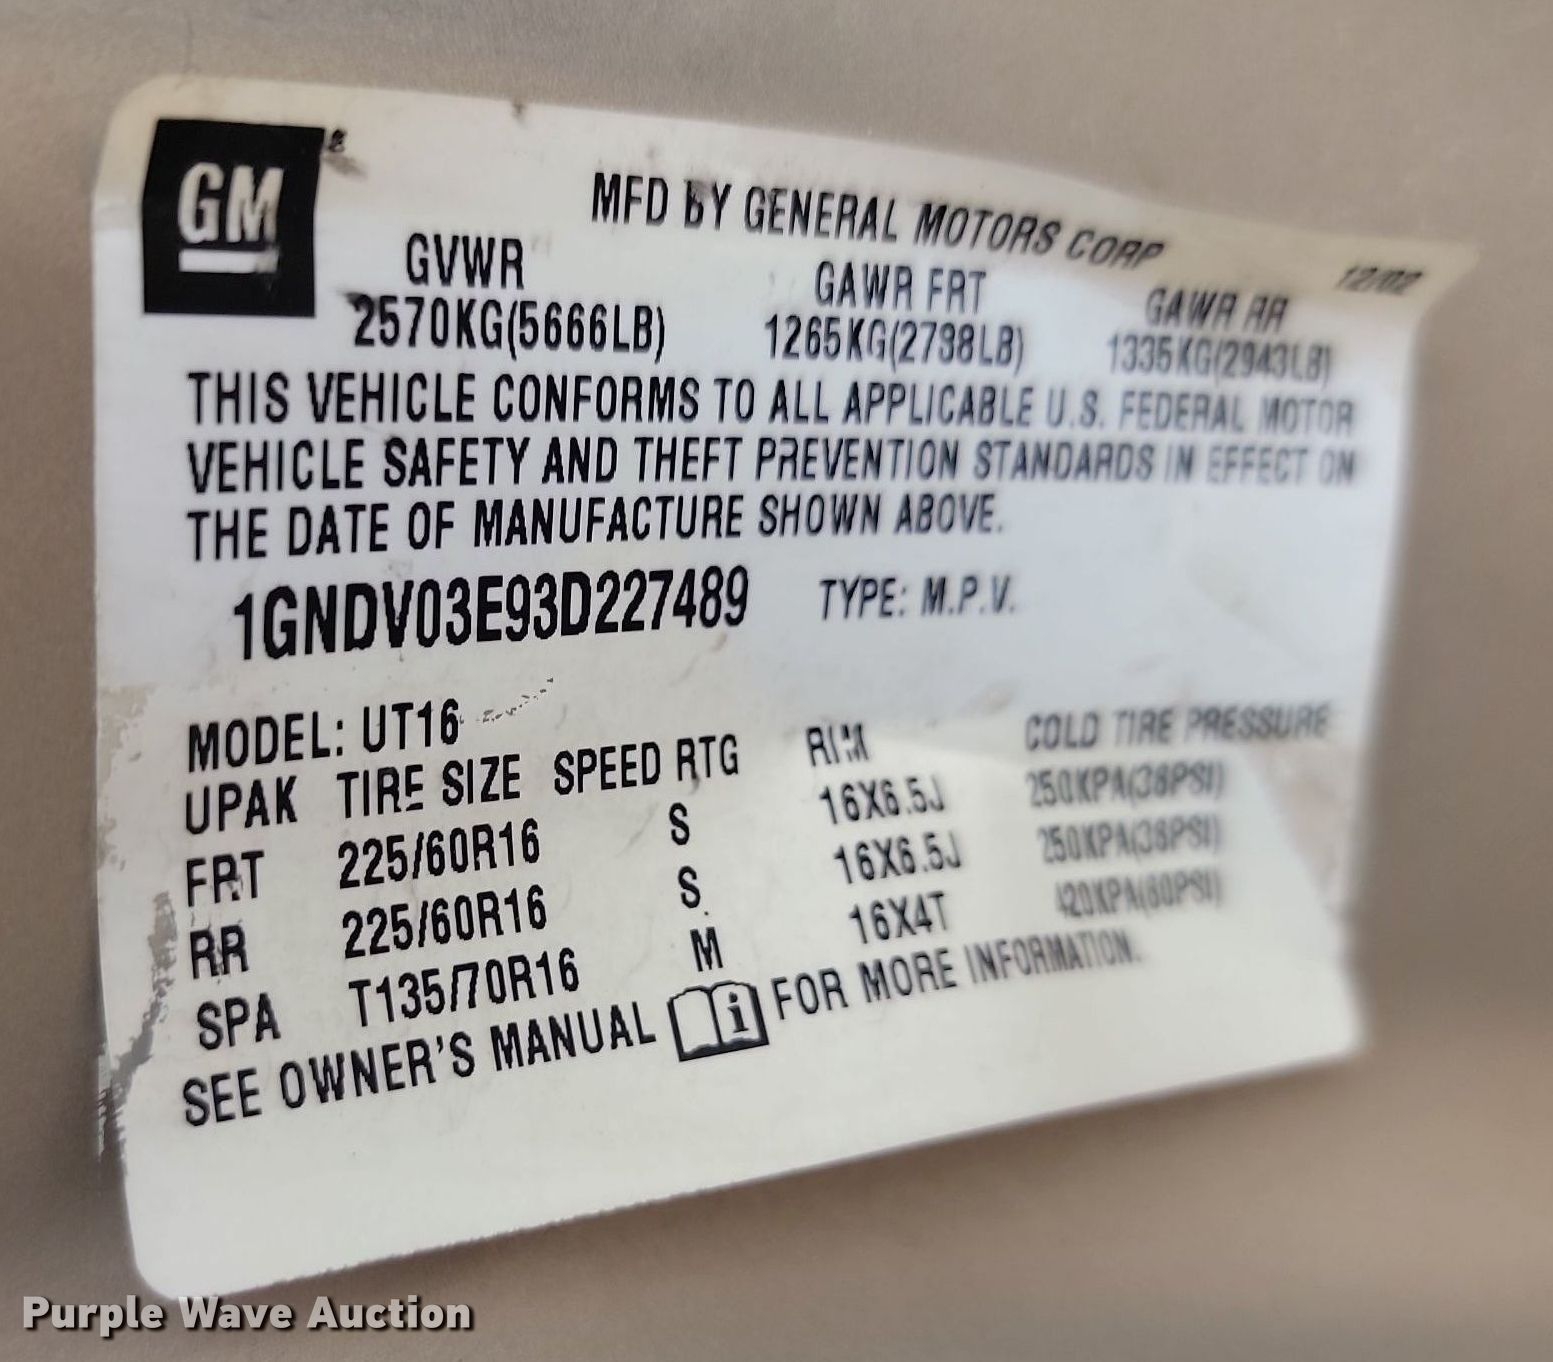 GM
MFD BY GENERAL MOTORS CORP 12/02
GVWR GAWR FRT GAWR RR
2570KG(5666LB) 1265KG(2788LB) 1335KG(2943LB)
THIS VEHICLE CONFORMS TO ALL APPLICABLE U.S. FEDERAL MOTOR
VEHICLE SAFETY AND THEFT PREVENTION STANDARDS IN EFFECT ON
THE DATE OF MANUFACTURE SHOWN ABOVE.
1GNDV03E93D227489 TYPE: M.P.V.
MODEL: UT16
UPAK TIRE SIZE SPEED RTG RIM COLD TIRE PRESSURE
FRT 225/60R16 S 16X6.5J 250KPA(36PSI)
RR 225/60R16 S 16X6.5J 250KPA(36PSI)
SPA T135/70R16 M 16X4T 420KPA(60PSI)
SEE OWNER'S MANUAL i FOR MORE INFORMATION.
Purple Wave Auction